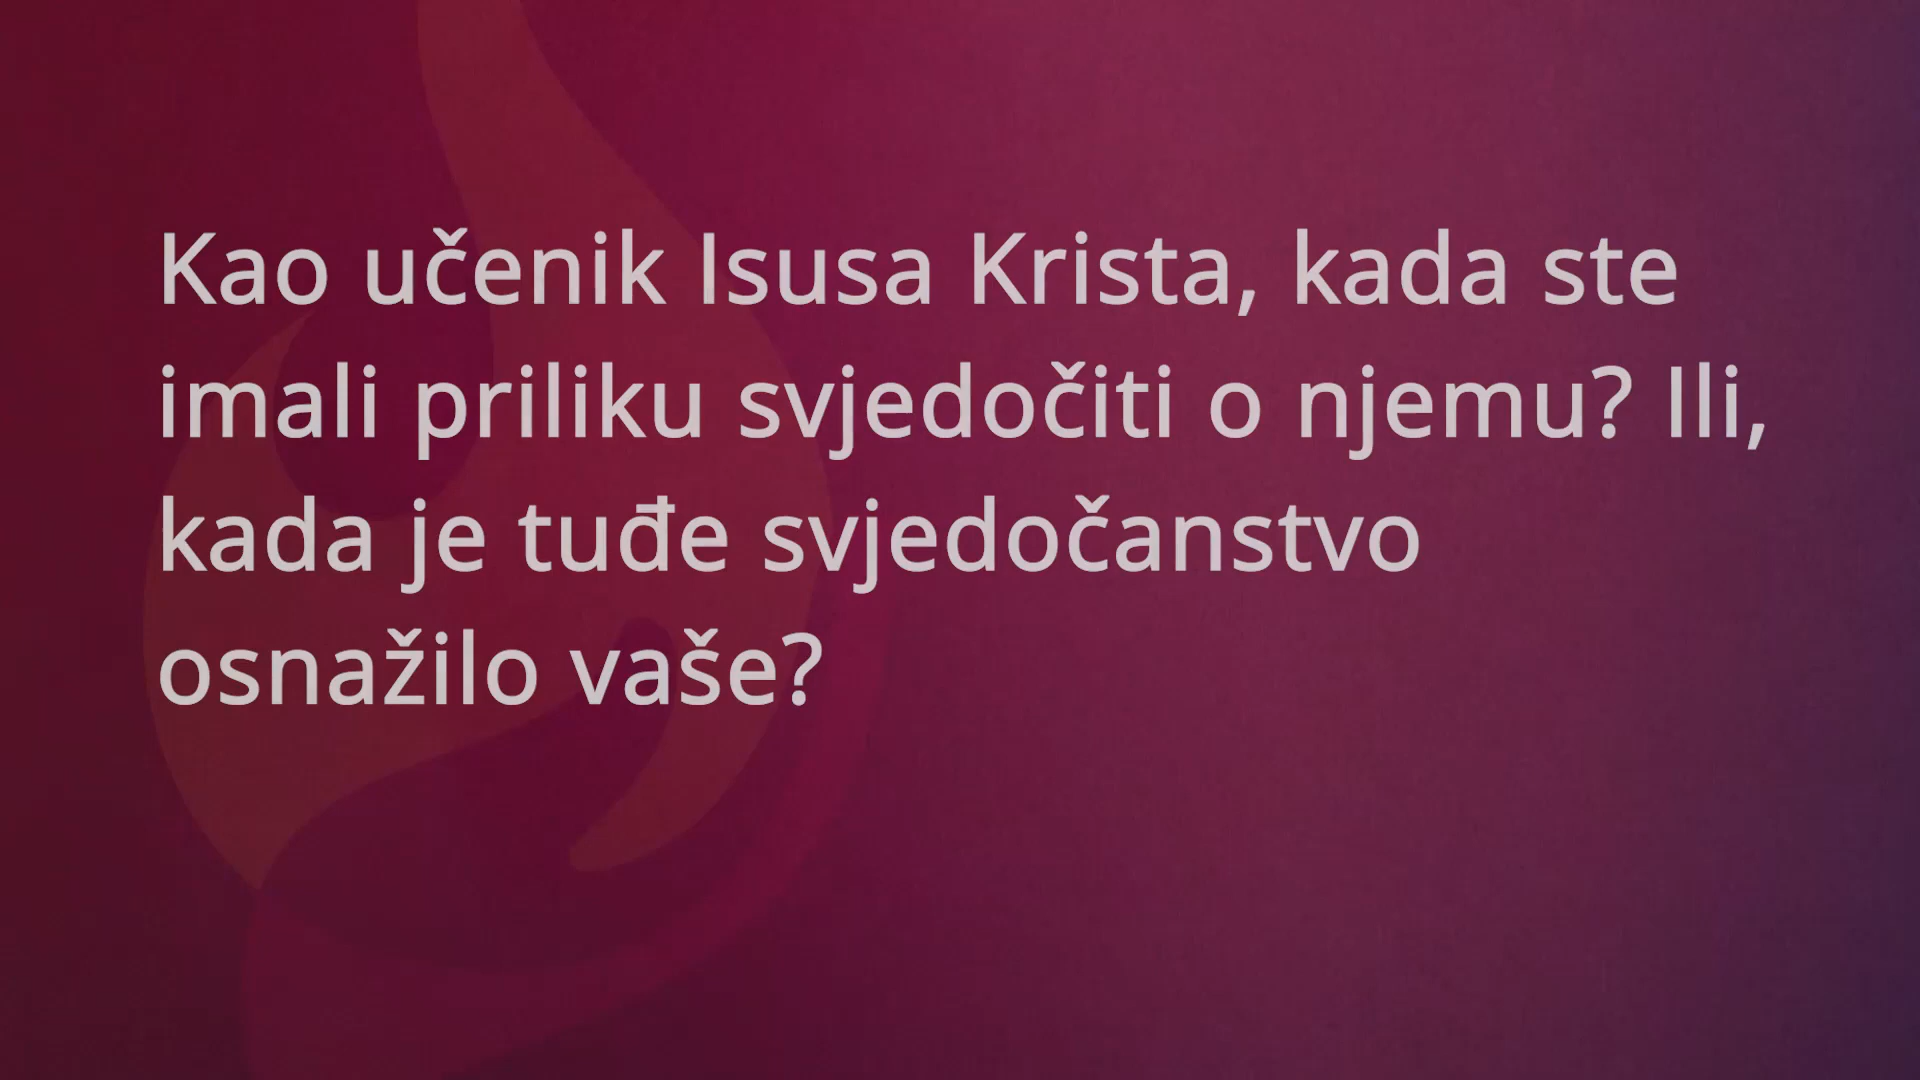 Kao učenik Isusa Krista, kada ste
imali priliku svjedočiti o njemu? Ili,
kada je tuđe svjedočanstvo
osnažilo vaše?